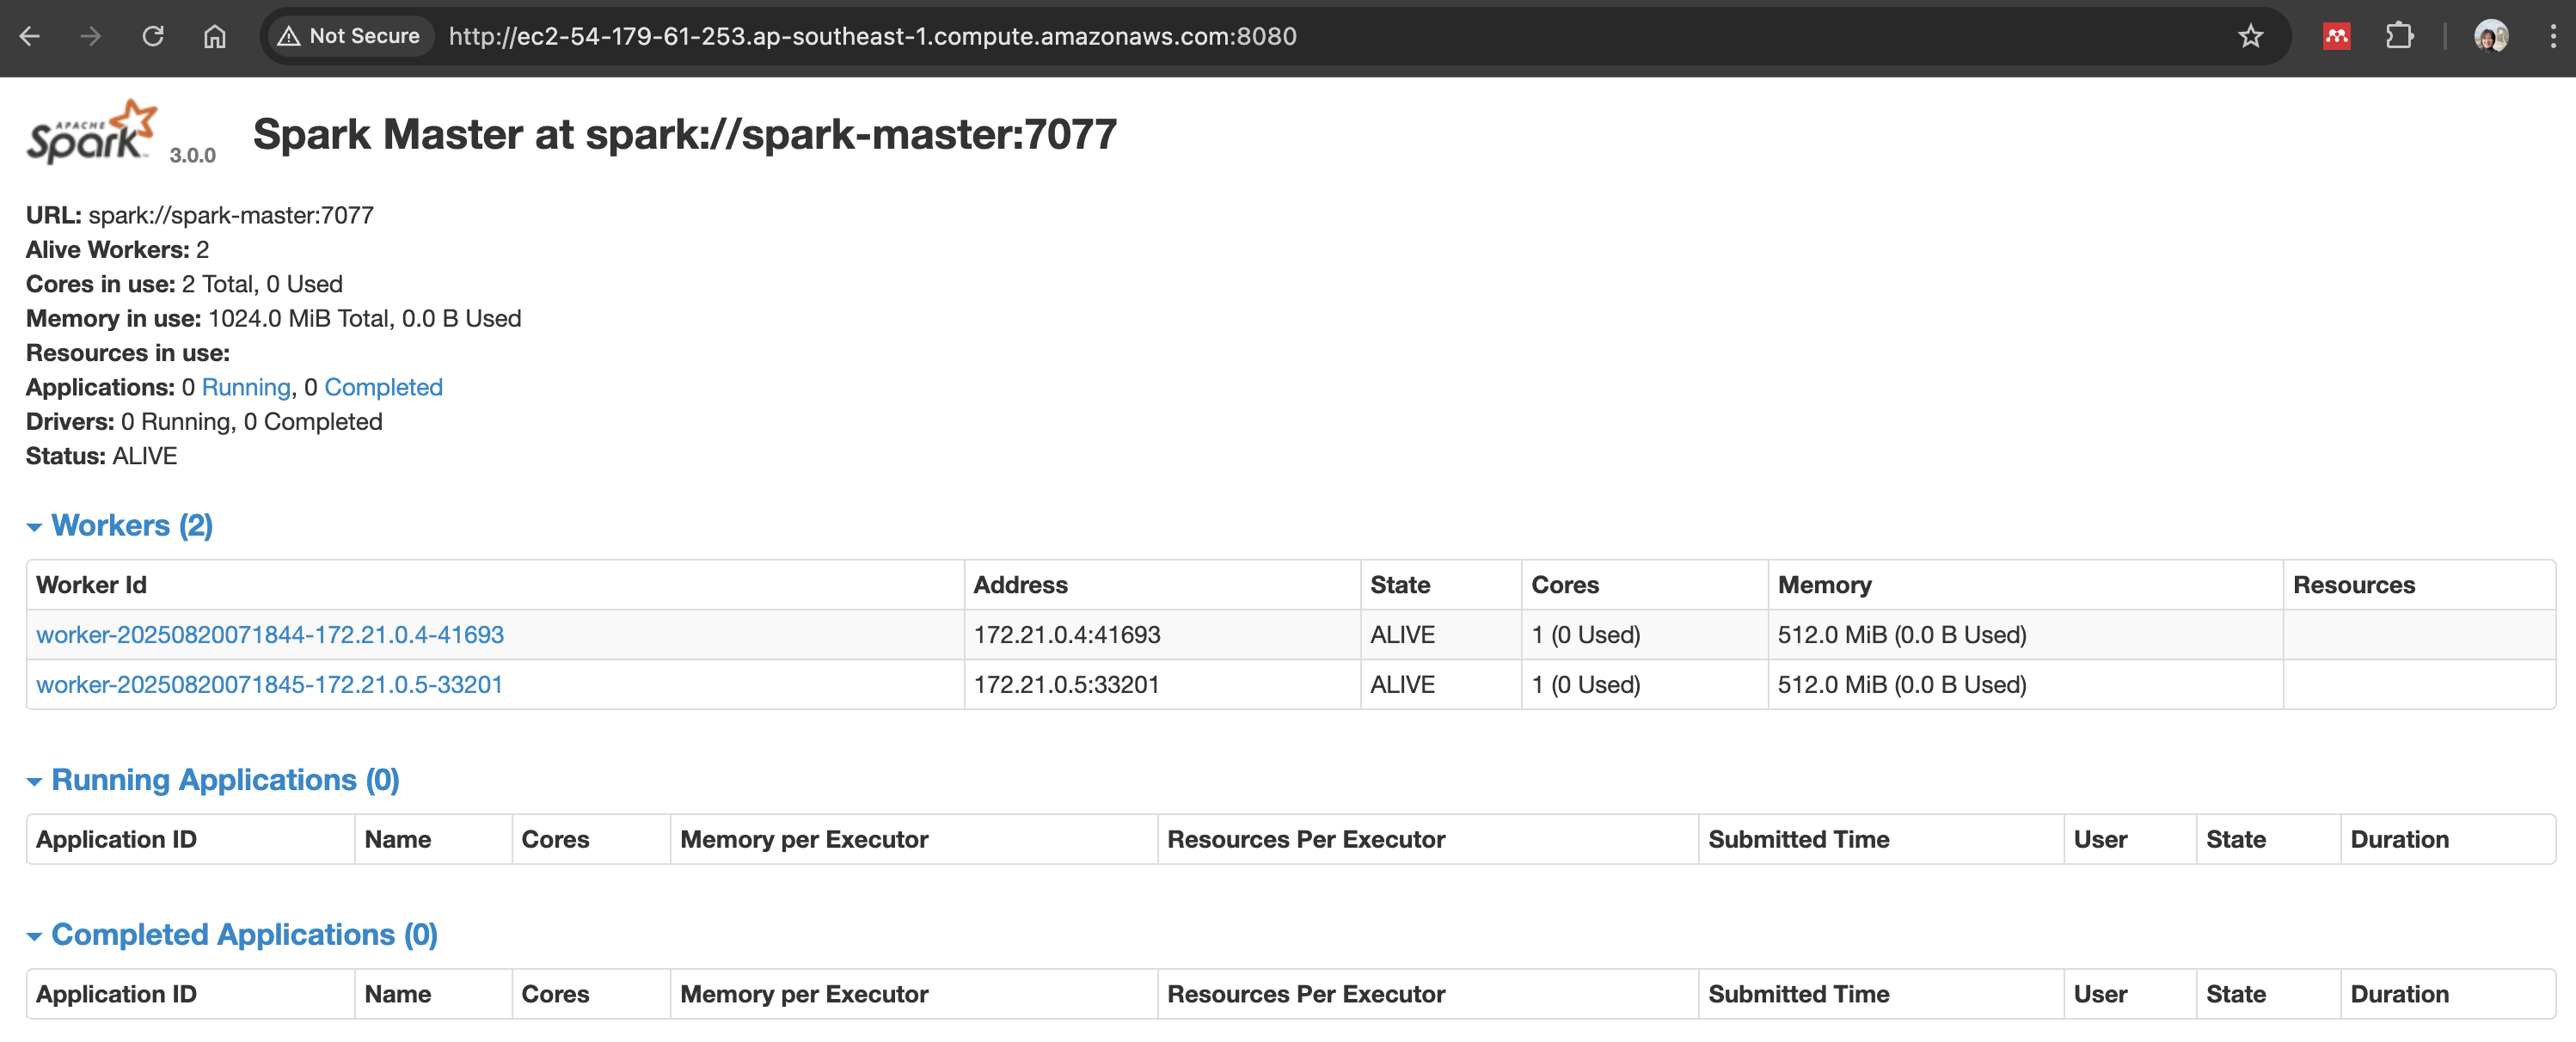 Not Secure http://ec2-54-179-61-253.ap-southeast-1.compute.amazonaws.com:8080
APACHE Spark™ 3.0.0 Spark Master at spark://spark-master:7077
URL: spark://spark-master:7077
Alive Workers: 2
Cores in use: 2 Total, 0 Used
Memory in use: 1024.0 MiB Total, 0.0 B Used
Resources in use:
Applications: 0 Running, 0 Completed
Drivers: 0 Running, 0 Completed
Status: ALIVE
Workers (2)
Worker Id Address State Cores Memory Resources
worker-20250820071844-172.21.0.4-41693 172.21.0.4:41693 ALIVE 1 (0 Used) 512.0 MiB (0.0 B Used)
worker-20250820071845-172.21.0.5-33201 172.21.0.5:33201 ALIVE 1 (0 Used) 512.0 MiB (0.0 B Used)
Running Applications (0)
Application ID Name Cores Memory per Executor Resources Per Executor Submitted Time User State Duration
Completed Applications (0)
Application ID Name Cores Memory per Executor Resources Per Executor Submitted Time User State Duration